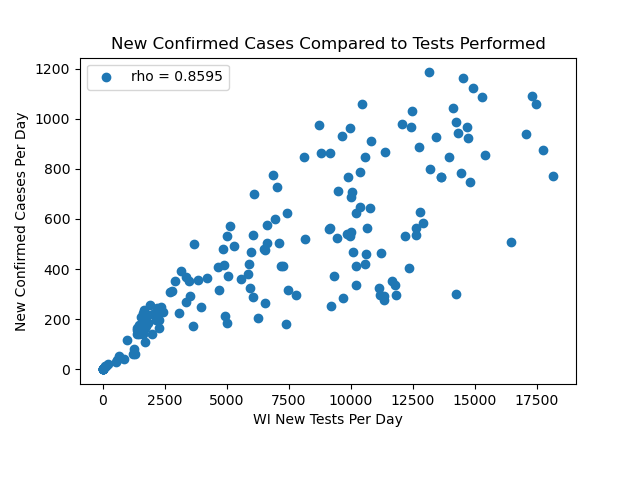 New Confirmed Cases Compared to Tests Performed
rho = 0.8595
New Confirmed Caeses Per Day
1200
1000
800
600
400
200
0
0 2500 5000 7500 10000 12500 15000 17500
WI New Tests Per Day